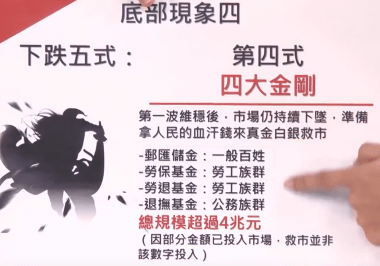 底部現象四
下跌五式：
第四式
四大金剛
第一波維穩後，市場仍持續下墜，準備
拿人民的血汗錢來真金白銀救市
-郵匯儲金：一般百姓
-勞保基金：勞工族群
-勞退基金：勞工族群
-退撫基金：公務族群
總規模超過4兆元
（因部分金額已投入市場，救市並非
該數字投入）